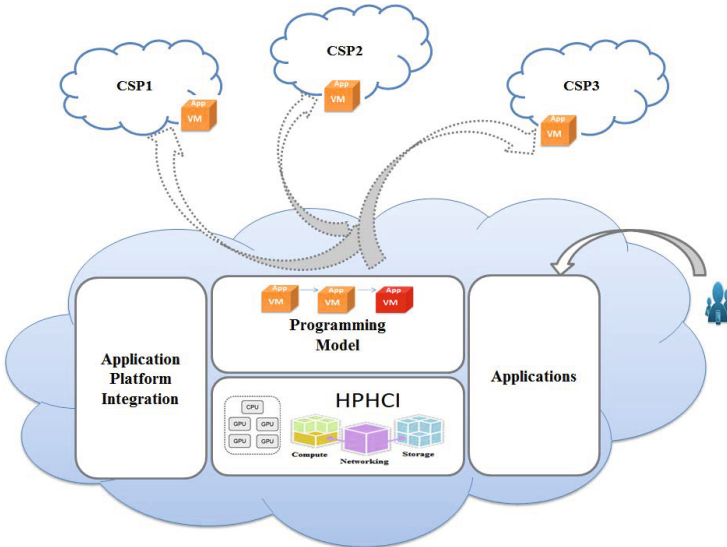 CSP1
App
VM
CSP2
App
VM
CSP3
App
VM
App
VM
App
VM
App
VM
Programming
Model
Application
Platform
Integration
HPHCI
CPU
GPU
GPU
GPU
GPU
Compute
Networking
Storage
Applications